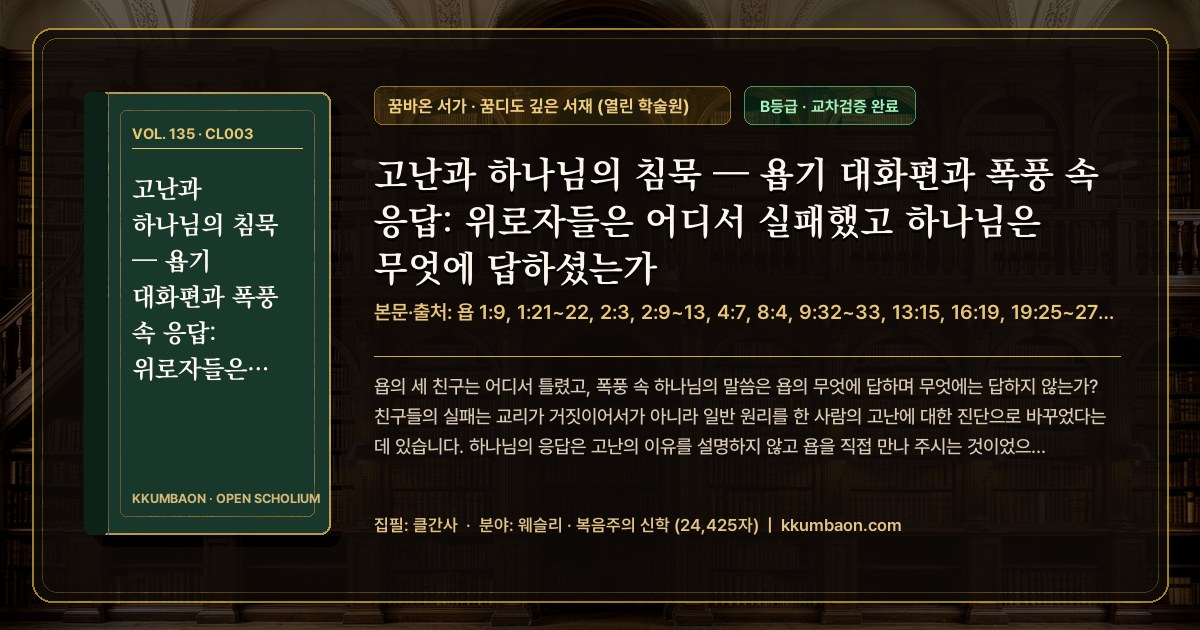 VOL. 135 · CL003
고난과
하나님의 침묵
— 욥기
대화편과 폭풍
속 응답:
위로자들은…
KKUMBAON · OPEN SCHOLIUM
꿈바온 서가 · 꿈디도 깊은 서재 (열린 학술원)
B등급 · 교차검증 완료
고난과 하나님의 침묵 — 욥기 대화편과 폭풍 속
응답: 위로자들은 어디서 실패했고 하나님은
무엇에 답하셨는가
본문·출처: 욥 1:9, 1:21~22, 2:3, 2:9~13, 4:7, 8:4, 9:32~33, 13:15, 16:19, 19:25~27…
욥의 세 친구는 어디서 틀렸고, 폭풍 속 하나님의 말씀은 욥의 무엇에 답하며 무엇에는 답하지 않는가?
친구들의 실패는 교리가 거짓이어서가 아니라 일반 원리를 한 사람의 고난에 대한 진단으로 바꾸었다는
데 있습니다. 하나님의 응답은 고난의 이유를 설명하지 않고 욥을 직접 만나 주시는 것이었으…
집필: 클간사 · 분야: 웨슬리 · 복음주의 신학 (24,425자) | kkumbaon.com